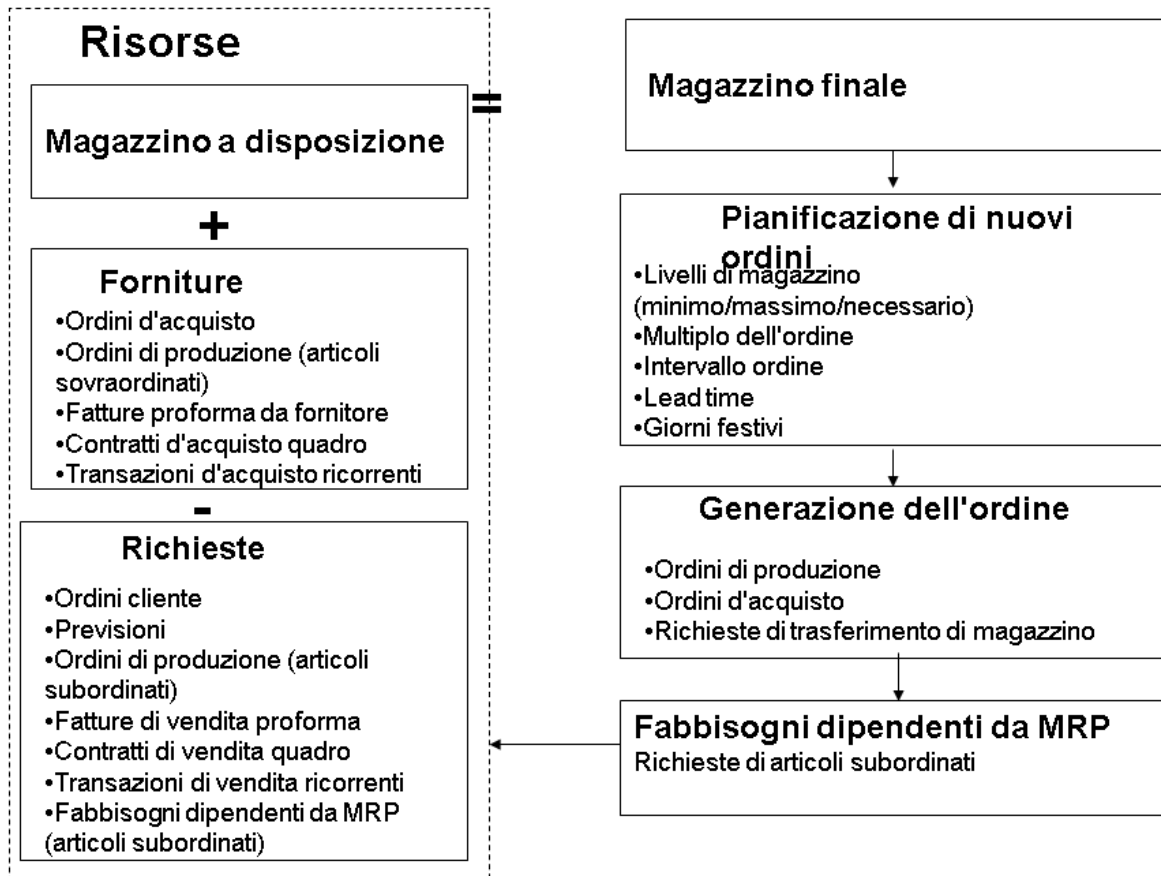 Risorse
Magazzino a disposizione
+
Forniture
•Ordini d'acquisto
•Ordini di produzione (articoli
sovraordinati)
•Fatture proforma da fornitore
•Contratti d'acquisto quadro
•Transazioni d'acquisto ricorrenti
-
Richieste
•Ordini cliente
•Previsioni
•Ordini di produzione (articoli
subordinati)
•Fatture di vendita proforma
•Contratti di vendita quadro
•Transazioni di vendita ricorrenti
•Fabbisogni dipendenti da MRP
(articoli subordinati)
=
Magazzino finale
Pianificazione di nuovi
ordini
•Livelli di magazzino
(minimo/massimo/necessario)
•Multiplo dell'ordine
•Intervallo ordine
•Lead time
•Giorni festivi
Generazione dell'ordine
•Ordini di produzione
•Ordini d'acquisto
•Richieste di trasferimento di magazzino
Fabbisogni dipendenti da MRP
Richieste di articoli subordinati